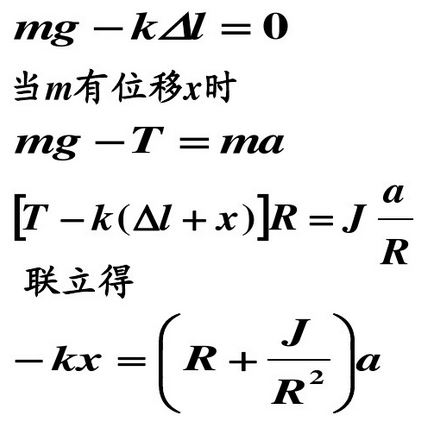 mg − kΔl = 0
当m有位移x时
mg − T = ma
[T − k(Δl + x)]R = J a/R
联立得
−kx = (R + J/R²)a